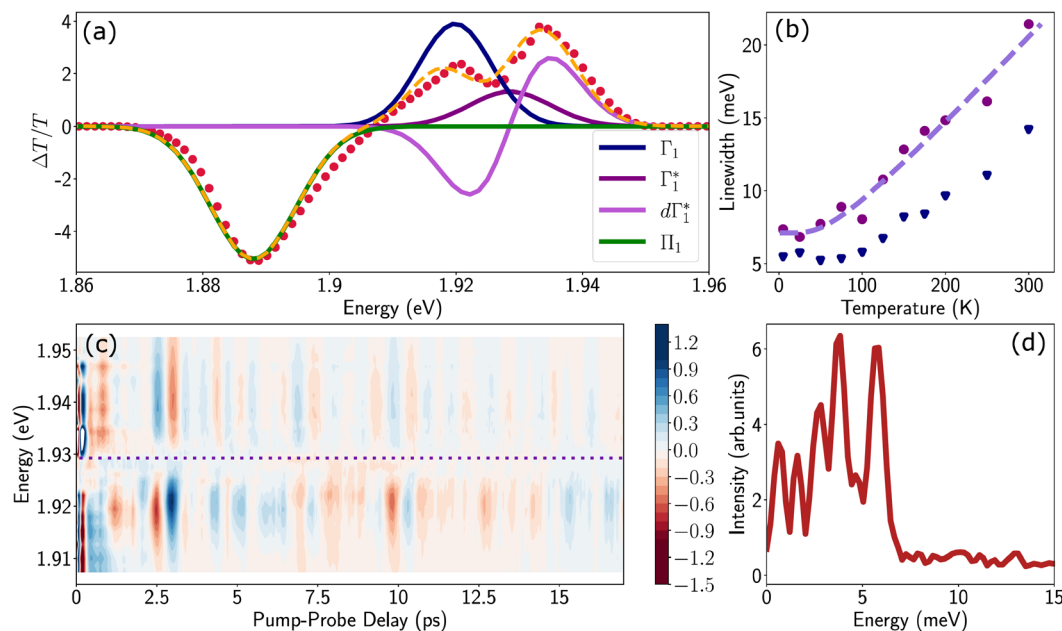 (a)
ΔT/T
4
2
0
-2
-4
Γ₁
Γ₁*
dΓ₁*
Π₁
1.86 1.88 1.9 1.92 1.94 1.96
Energy (eV)
(b)
Linewidth (meV)
20
15
10
5
0 100 200 300
Temperature (K)
(c)
Energy (eV)
1.95
1.94
1.93
1.92
1.91
0 2.5 5 7.5 10 12.5 15
Pump-Probe Delay (ps)
1.2
0.9
0.6
0.3
0.0
−0.3
−0.6
−0.9
−1.2
−1.5
(d)
Intensity (arb.units)
6
4
2
0
0 5 10 15
Energy (meV)